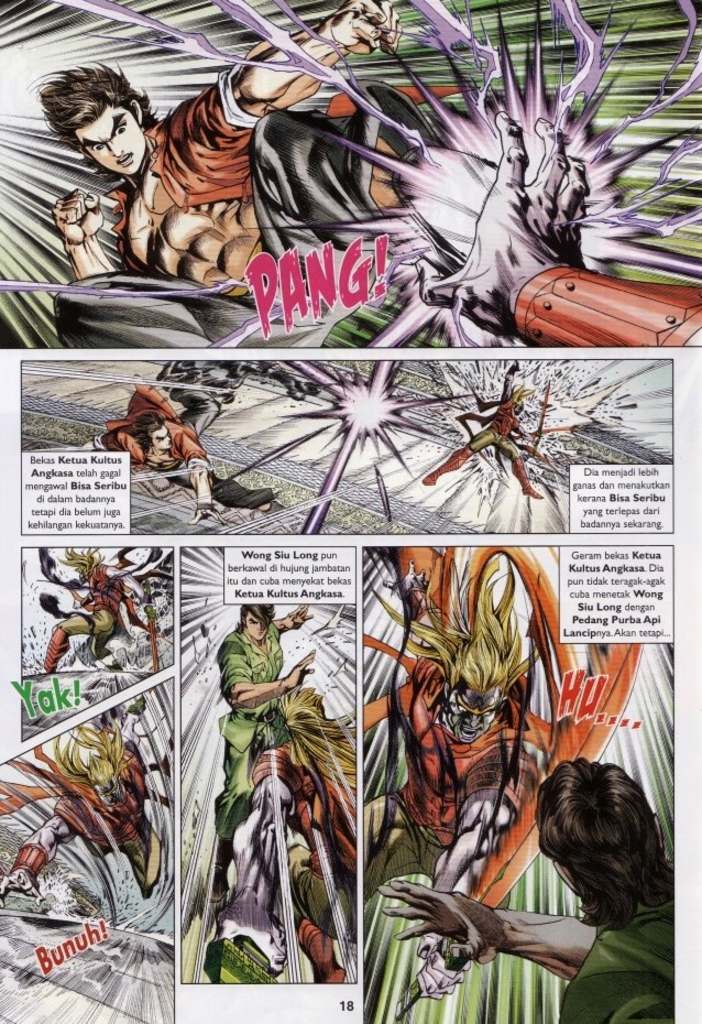 PANG!
Bekas Ketua Kultus
Angkasa telah gagal
mengawal Bisa Seribu
di dalam badannya
tetapi dia belum juga
kehilangan kekuatanya.
Dia menjadi lebih
ganas dan menakutkan
kerana Bisa Seribu
yang terlepas dari
badannya sekarang.
Yak!
Bunuh!
Wong Siu Long pun
berkawal di hujung jambatan
itu dan cuba menyekat bekas
Ketua Kultus Angkasa.
Geram bekas Ketua
Kultus Angkasa. Dia
pun tidak teragak-agak
cuba menetak Wong
Siu Long dengan
Pedang Purba Api
Lancipnya. Akan tetapi...
HU....
18